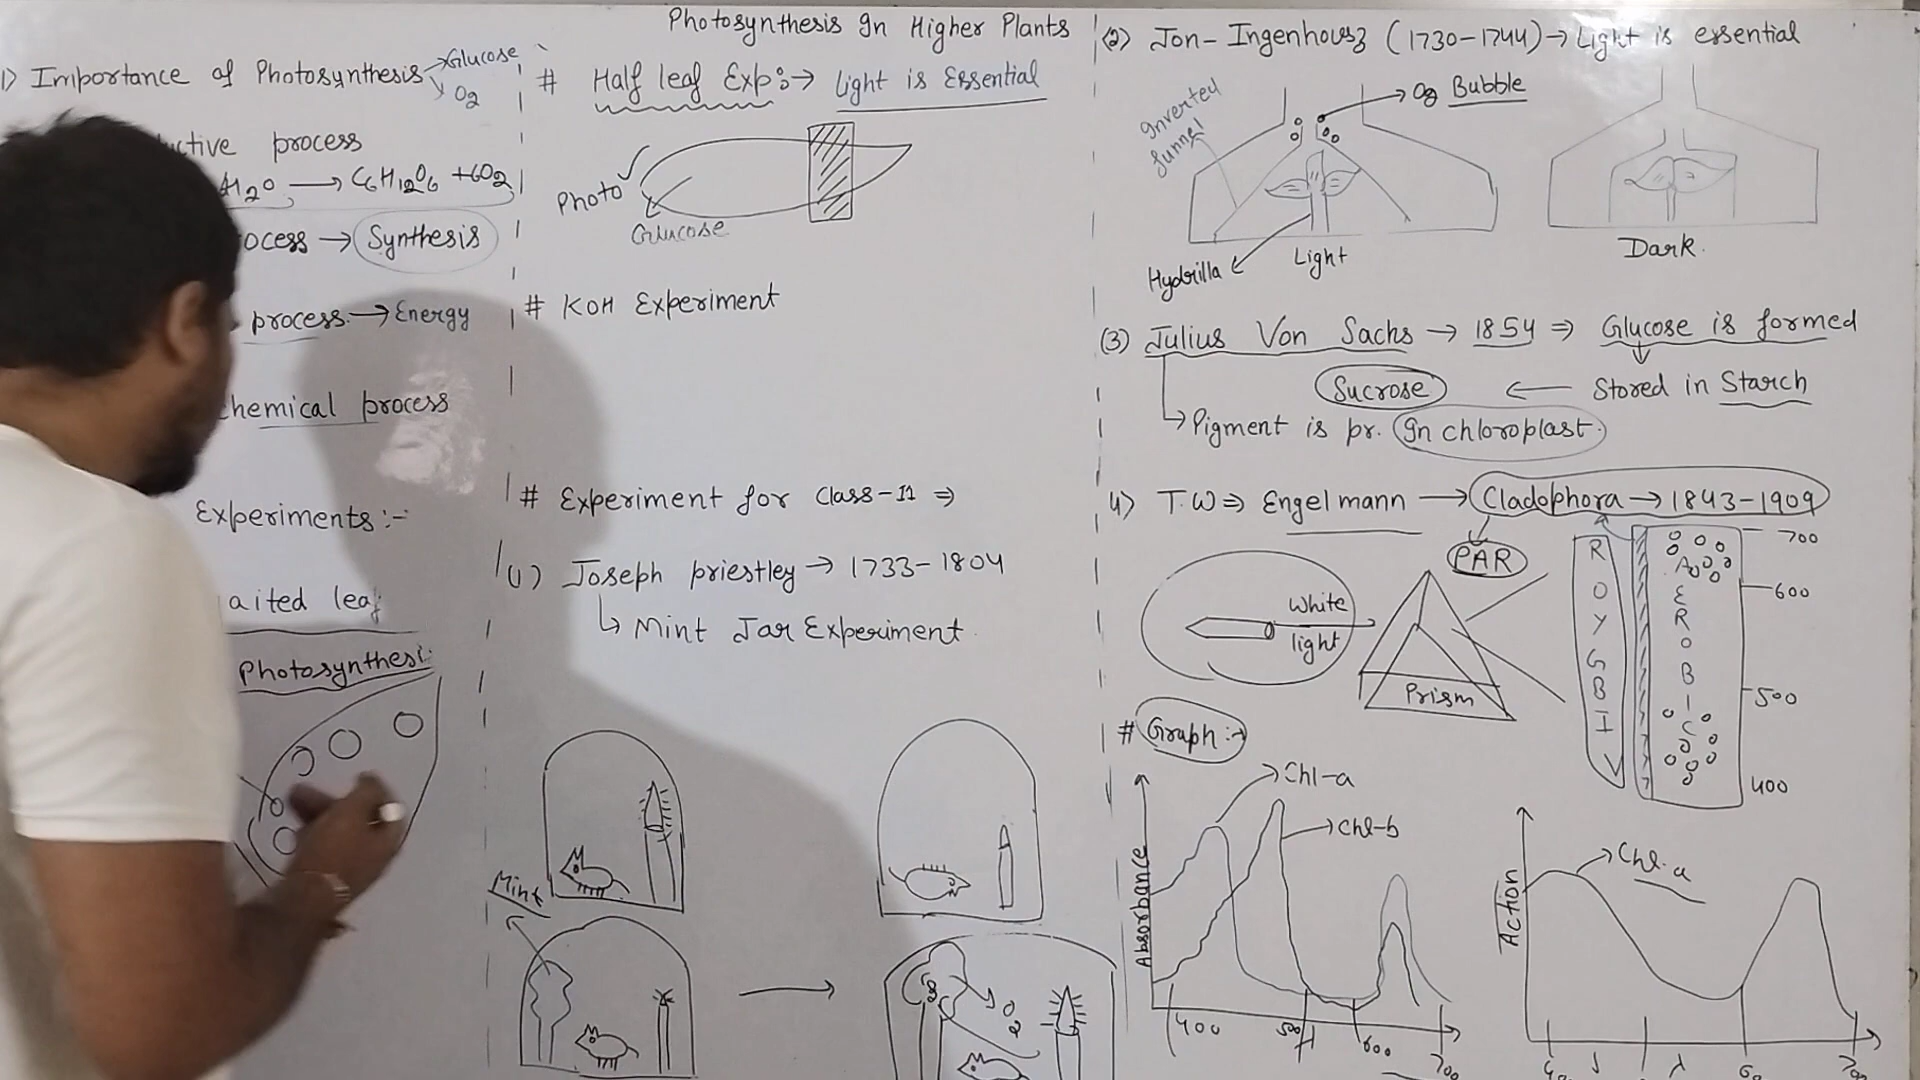 Photosynthesis In Higher Plants
1) Importance of Photosynthesis → Glucose
O2
ctive process
H2O → C6H12O6 + 6O2
ocess → Synthesis
process. → Energy
chemical process
Experiments:-
aited leaf
Photosynthesi
# Half leaf Exp: → Light is Essential
Photo ✓
Glucose
# KOH Experiment
# Experiment for Class-11 ⇒
(1) Joseph priestley → 1733-1804
↳ Mint Jar Experiment
Mint
O2
(2) Jon-Ingenhousz (1730-1744) → Light is essential
Inverted funnel
→ O2 Bubble
Hydrilla
Light
Dark.
(3) Julius Von Sachs → 1854 ⇒ Glucose is formed
Sucrose ← Stored in Starch
↳ Pigment is pr. In chloroplast.
4) T.W ⇒ Engelmann → Cladophora → 1843-1909
PAR
White
light
Prism
R
O
Y
G
B
I
V
A
E
R
O
B
I
C
700
600
500
400
# Graph:→
Chl-a
Chl-b
Absorbance
400 500 600 700
Action
Chl-a
λ